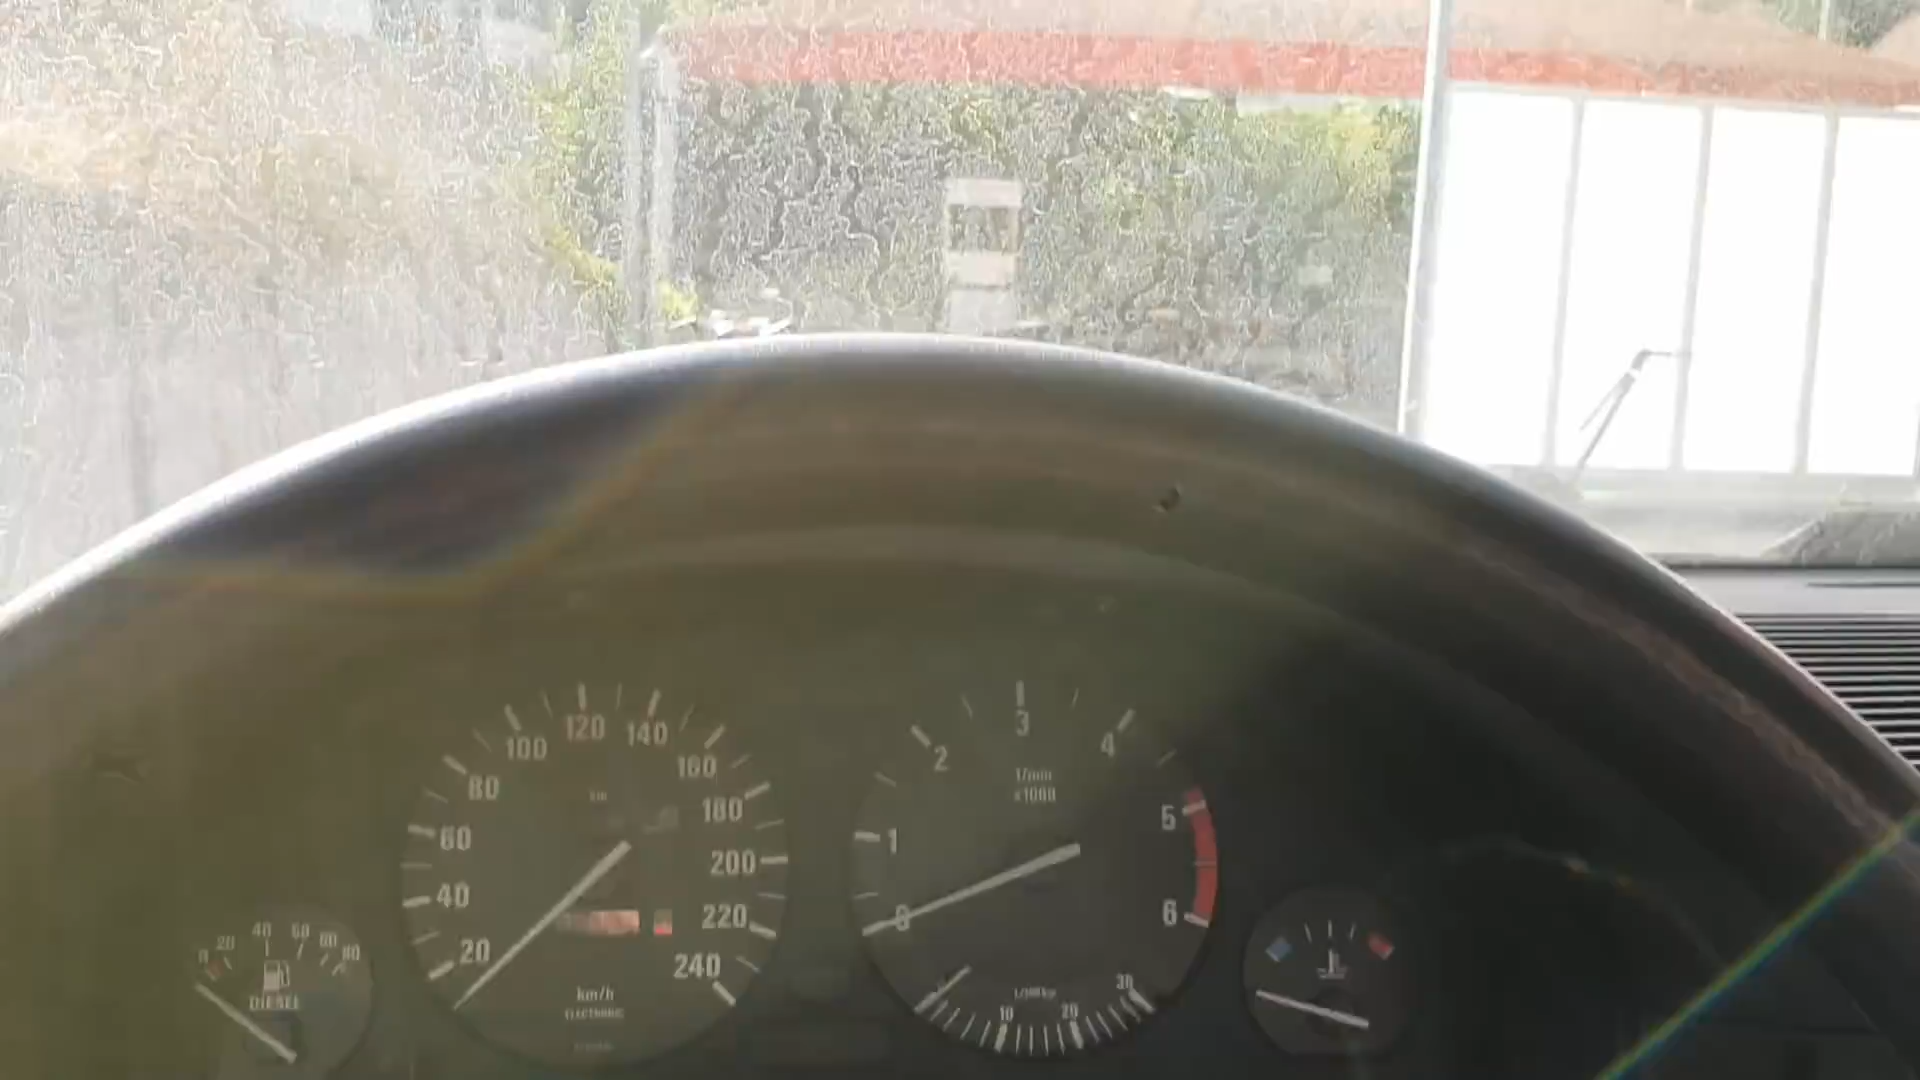 120
100 140
80 160
60 180
40 200
20 220
240
km/h
ELECTRONIC
3
2 4
1/min
x1000
1 5
0 6
10 20 30
0 20 40 60 80
DIESEL